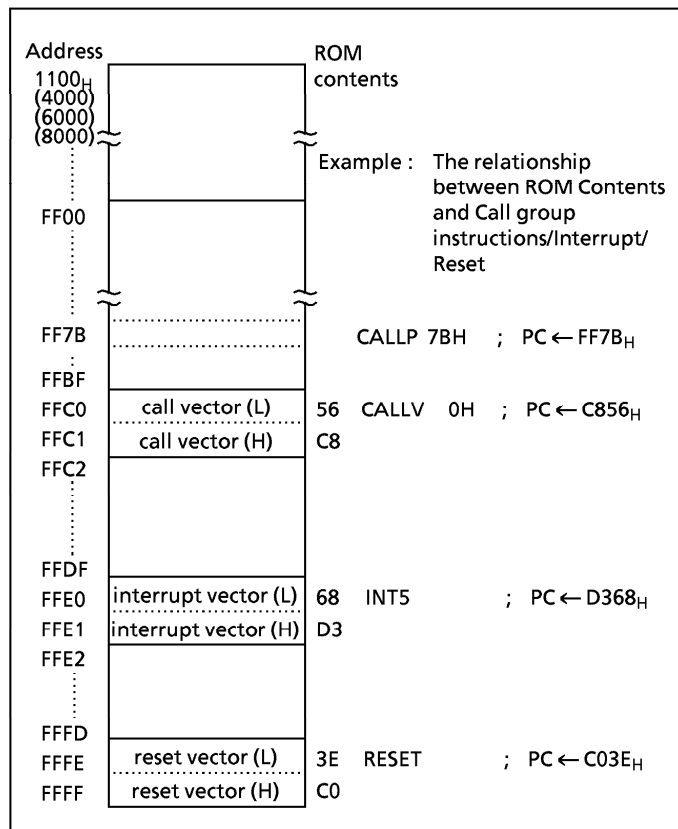 Address
ROM
contents
1100H
(4000)
(6000)
(8000)
Example : The relationship
between ROM Contents
and Call group
instructions/Interrupt/
Reset
FF00
FF7B CALLP 7BH ; PC ← FF7BH
FFBF
FFC0 call vector (L) 56 CALLV 0H ; PC ← C856H
FFC1 call vector (H) C8
FFC2
FFDF
FFE0 interrupt vector (L) 68 INT5 ; PC ← D368H
FFE1 interrupt vector (H) D3
FFE2
FFFD
FFFE reset vector (L) 3E RESET ; PC ← C03EH
FFFF reset vector (H) C0